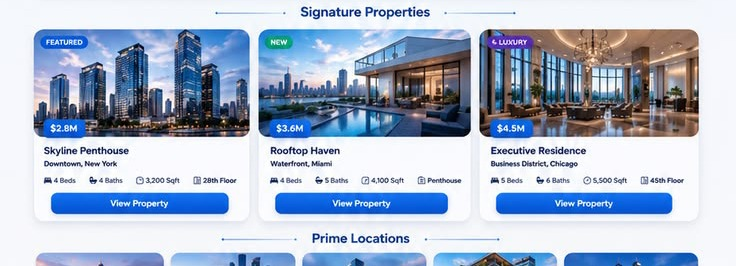 Signature Properties
FEATURED
$2.8M
Skyline Penthouse
Downtown, New York
4 Beds 4 Baths 3,200 Sqft 28th Floor
View Property
NEW
$3.6M
Rooftop Haven
Waterfront, Miami
4 Beds 5 Baths 4,100 Sqft Penthouse
View Property
LUXURY
$4.5M
Executive Residence
Business District, Chicago
5 Beds 6 Baths 5,500 Sqft 45th Floor
View Property
Prime Locations